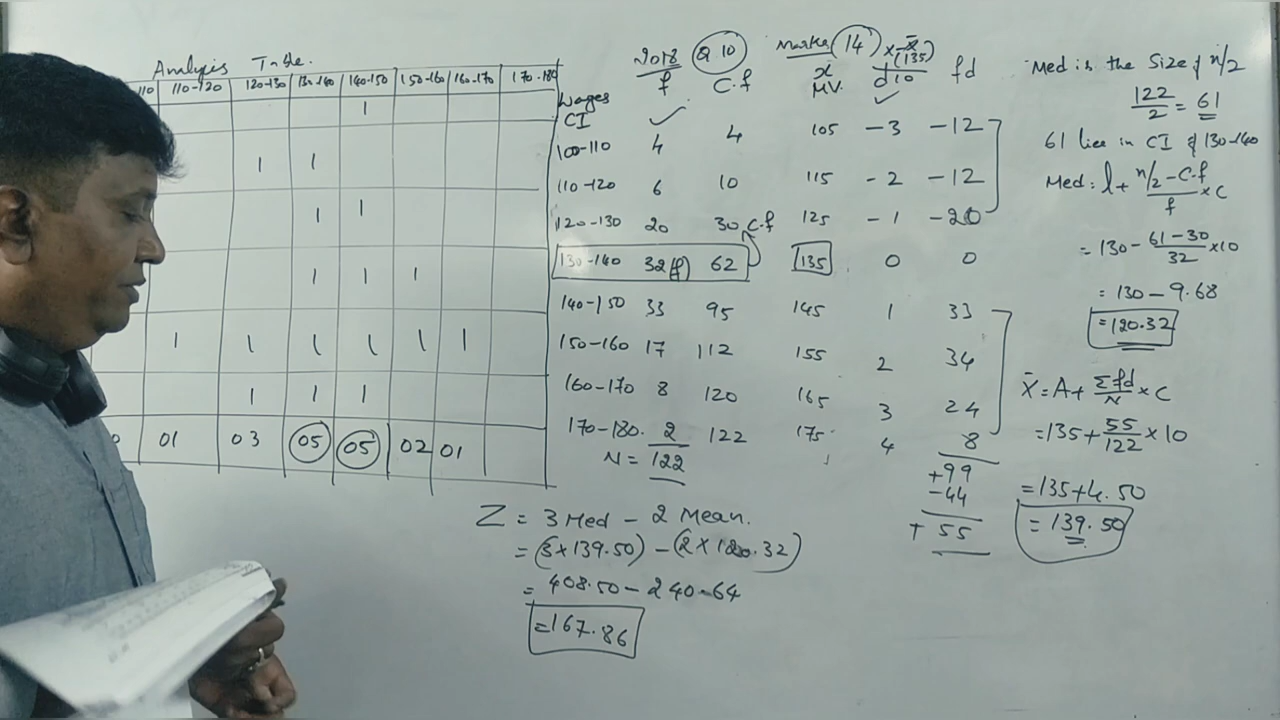 Analysis Table.
110 110-120 120-130 130-140 140-150 150-160 160-170 170-180
1
1 1
1 1
1 1 1
1 1 1 1 1 1
1 1 1
0 01 03 05 05 02 01
2018 Q 10 Marks (14) x-x̄ (135)
Wages CI f C.f x MV. d 10 fd
100-110 4 4 105 -3 -12
110-120 6 10 115 -2 -12
120-130 20 30 C.f 125 -1 -20
130-140 32(f) 62 135 0 0
140-150 33 95 145 1 33
150-160 17 112 155 2 34
160-170 8 120 165 3 24
170-180. 2 122 175 4 8
N = 122
+99
-44
+ 55
Z = 3 Med - 2 Mean.
= (3x139.50) - (2x120.32)
= 408.50 - 240.64
= 167.86
Med is the Size of n/2
122/2 = 61
61 lies in CI of 130-140
Med: l + n/2 - C.f / f x C
= 130 - 61-30 / 32 x10
= 130 - 9.68
= 120.32
X̄ = A + Σfd / N x C
= 135 + 55 / 122 x 10
= 135 + 4.50
= 139.50